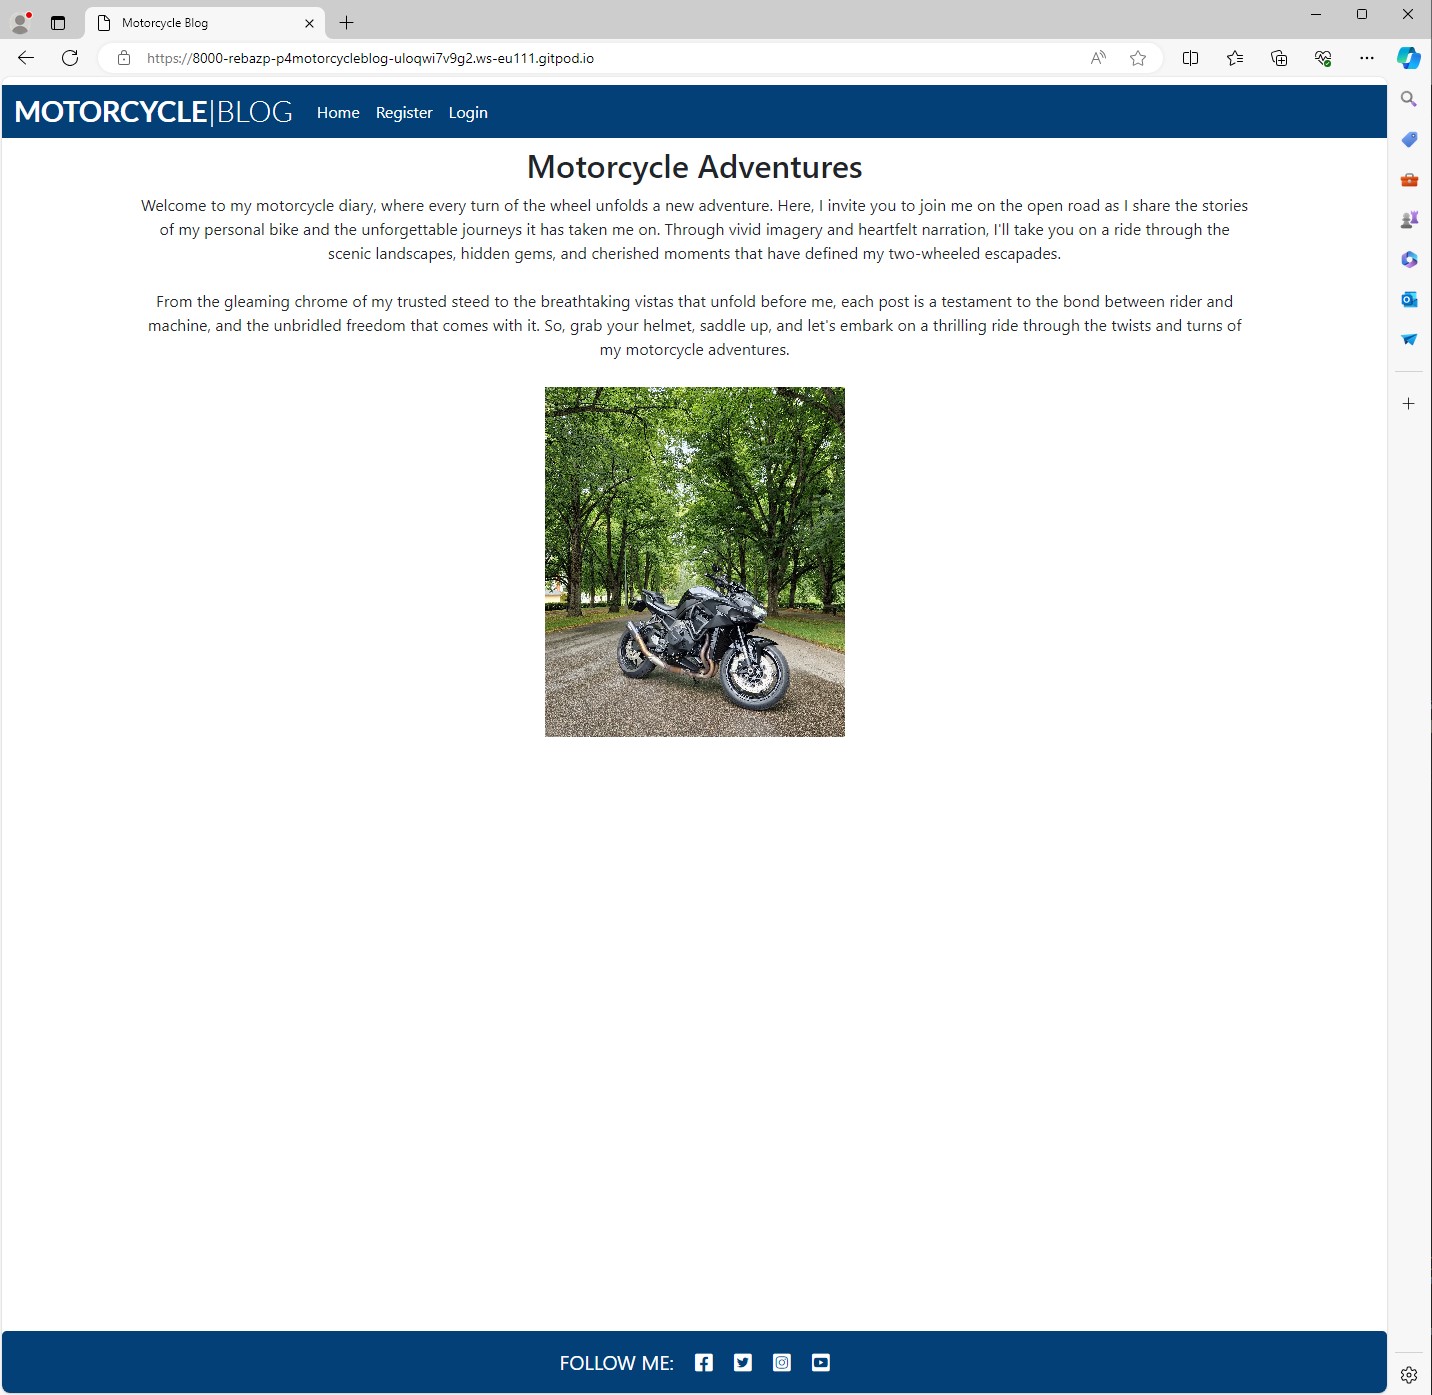 Motorcycle Blog
https://8000-rebazp-p4motorcycleblog-uloqwi7v9g2.ws-eu111.gitpod.io
MOTORCYCLE|BLOG Home Register Login
Motorcycle Adventures
Welcome to my motorcycle diary, where every turn of the wheel unfolds a new adventure. Here, I invite you to join me on the open road as I share the stories
of my personal bike and the unforgettable journeys it has taken me on. Through vivid imagery and heartfelt narration, I'll take you on a ride through the
scenic landscapes, hidden gems, and cherished moments that have defined my two-wheeled escapades.
From the gleaming chrome of my trusted steed to the breathtaking vistas that unfold before me, each post is a testament to the bond between rider and
machine, and the unbridled freedom that comes with it. So, grab your helmet, saddle up, and let's embark on a thrilling ride through the twists and turns of
my motorcycle adventures.
FOLLOW ME: